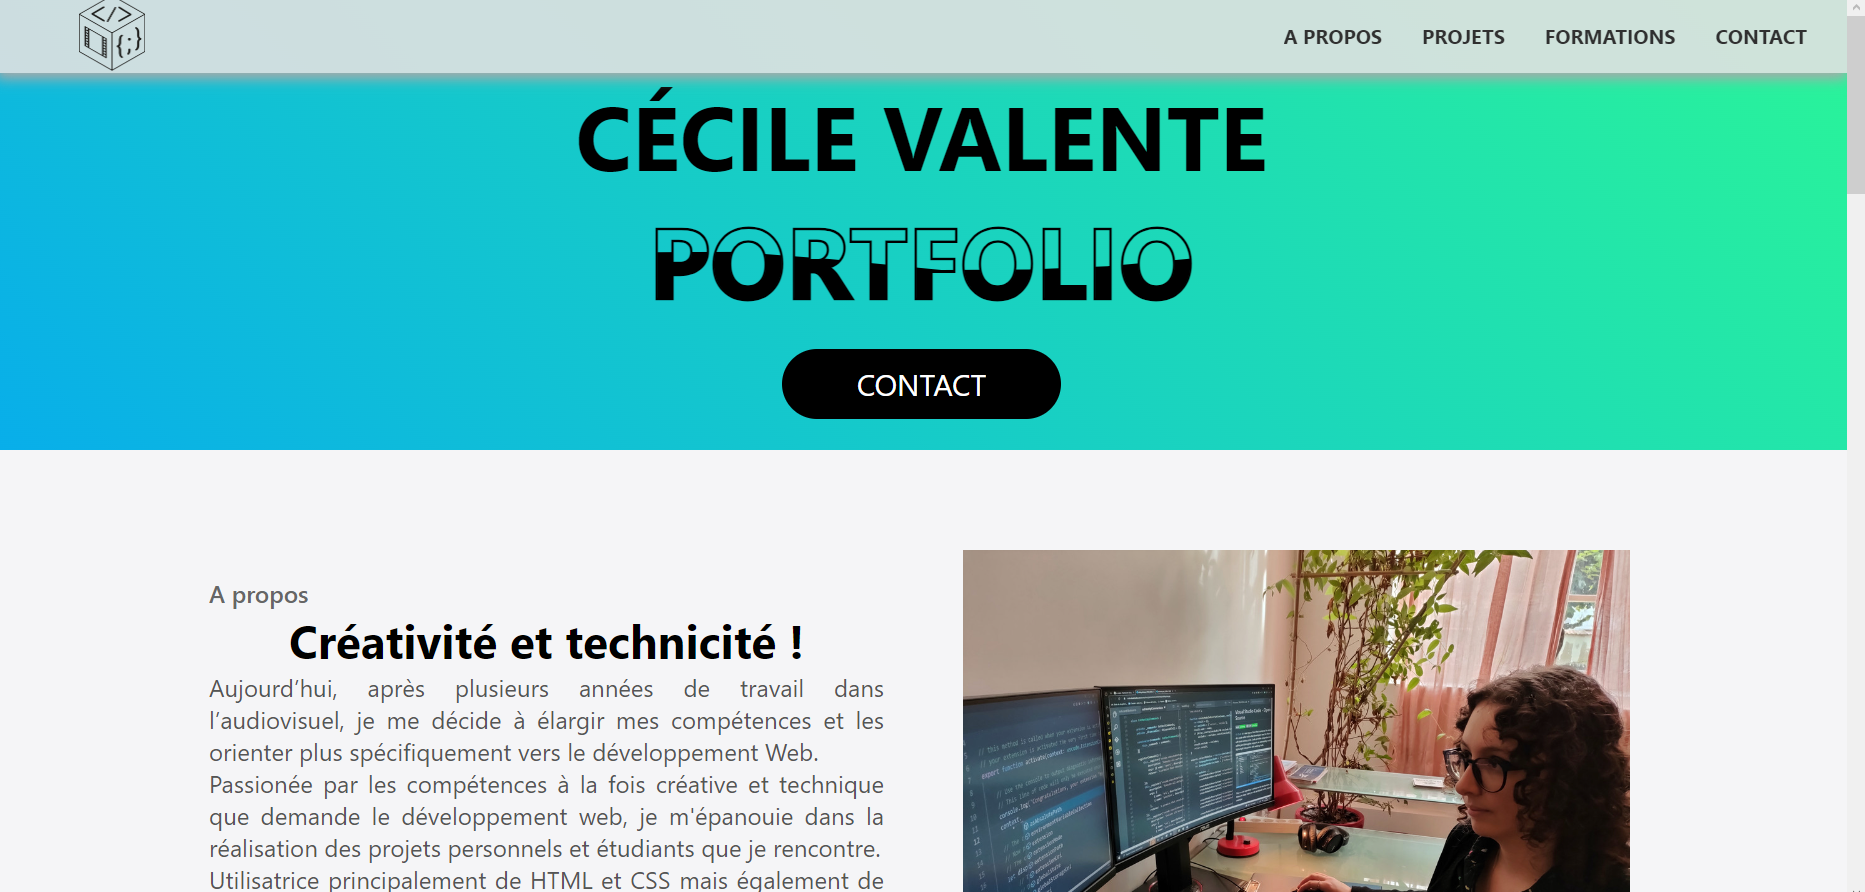 </>
{;}
A PROPOS PROJETS FORMATIONS CONTACT
CÉCILE VALENTE
PORTFOLIO
CONTACT
A propos
Créativité et technicité !
Aujourd’hui, après plusieurs années de travail dans
l’audiovisuel, je me décide à élargir mes compétences et les
orienter plus spécifiquement vers le développement Web.
Passionée par les compétences à la fois créative et technique
que demande le développement web, je m'épanouie dans la
réalisation des projets personnels et étudiants que je rencontre.
Utilisatrice principalement de HTML et CSS mais également de